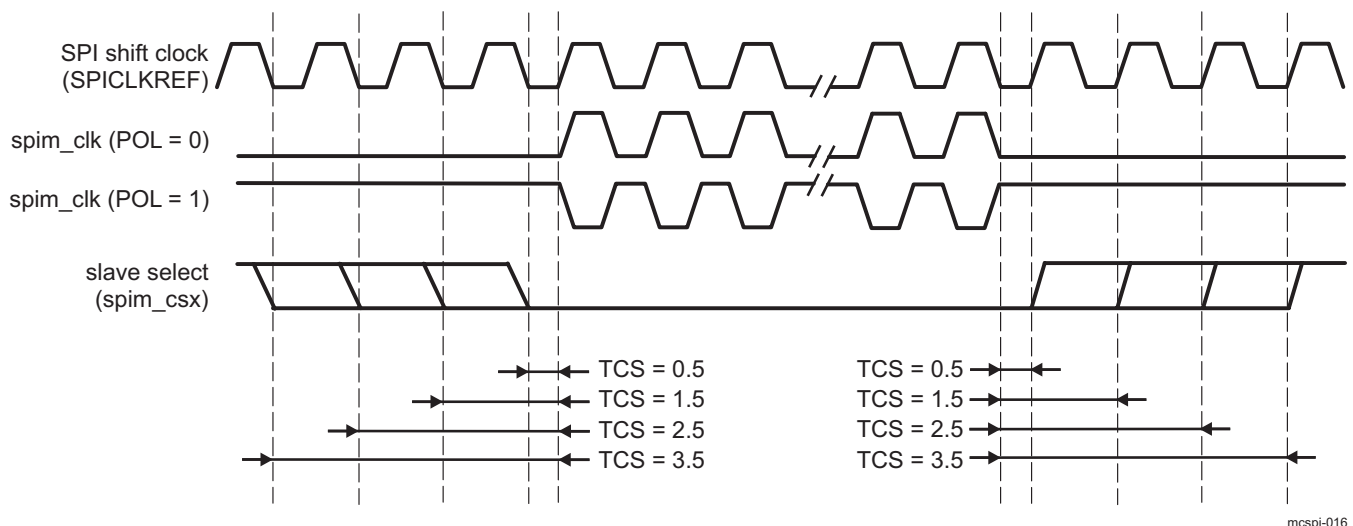 SPI shift clock
(SPICLKREF)
spim_clk (POL = 0)
spim_clk (POL = 1)
slave select
(spim_csx)
TCS = 0.5
TCS = 1.5
TCS = 2.5
TCS = 3.5
TCS = 0.5
TCS = 1.5
TCS = 2.5
TCS = 3.5
mcspi-016